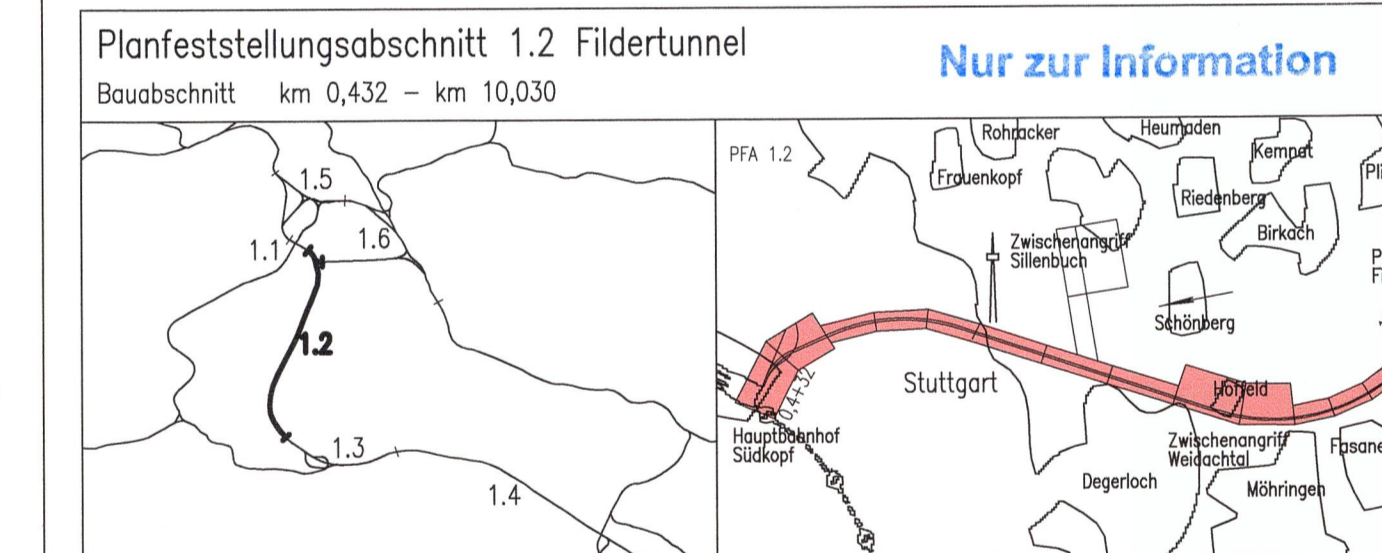 Planfeststellungsabschnitt 1.2 Fildertunnel
Bauabschnitt km 0,432 – km 10,030
Nur zur Information
1.5
1.1
1.6
1.2
1.3
1.4
PFA 1.2
Rohracker
Heumaden
Kemnat
Frauenkopf
Riedenberg
Birkach
Zwischenangriff
Sillenbuch
Schönberg
0,4+32
Stuttgart
Hoffeld
Hauptbahnhof
Südkopf
Zwischenangriff
Weidachtal
Degerloch
Möhringen